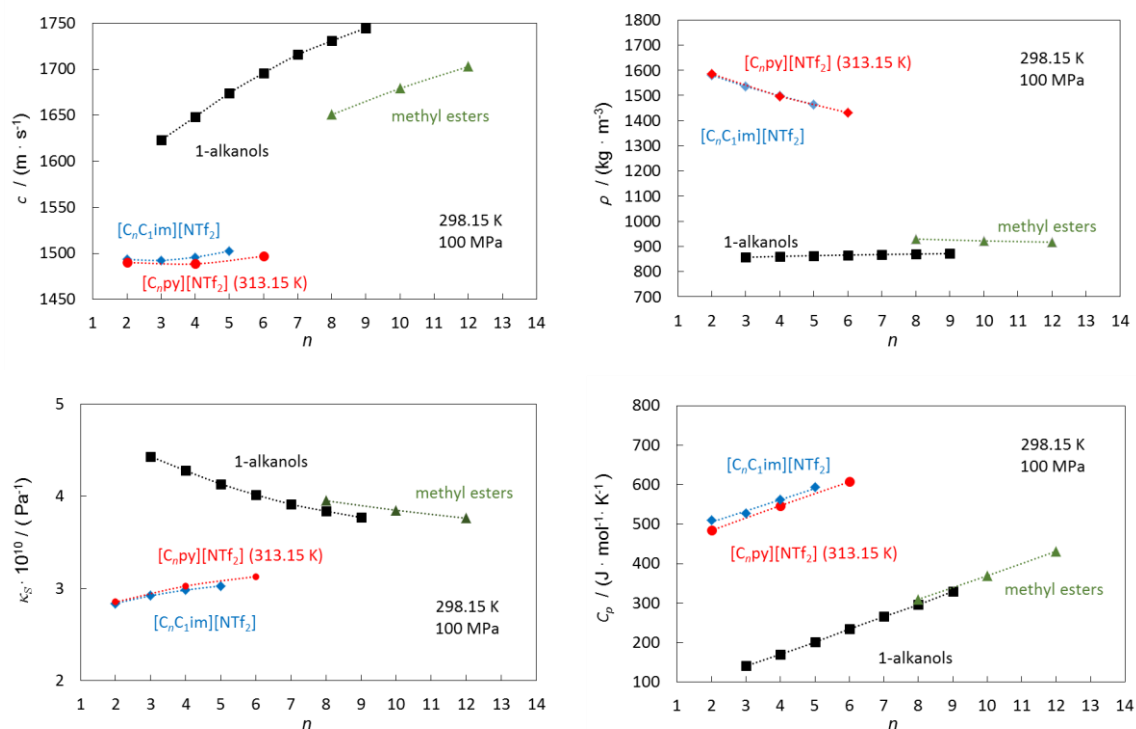 1750
1700
1650
1600
1550
1500
1450
c / (m · s⁻¹)
298.15 K
100 MPa
1-alkanols
methyl esters
[CₙC₁im][NTf₂]
[Cₙpy][NTf₂] (313.15 K)
1 2 3 4 5 6 7 8 9 10 11 12 13 14
n
1800
1700
1600
1500
1400
1300
1200
1100
1000
900
800
700
ρ / (kg · m⁻³)
[Cₙpy][NTf₂] (313.15 K)
298.15 K
100 MPa
[CₙC₁im][NTf₂]
methyl esters
1-alkanols
1 2 3 4 5 6 7 8 9 10 11 12 13 14
n
5
4
3
2
κS · 10¹⁰ / ( Pa⁻¹)
1-alkanols
methyl esters
[Cₙpy][NTf₂] (313.15 K)
[CₙC₁im][NTf₂]
298.15 K
100 MPa
1 2 3 4 5 6 7 8 9 10 11 12 13 14
n
800
700
600
500
400
300
200
100
Cₚ / (J · mol⁻¹ K⁻¹)
298.15 K
100 MPa
[CₙC₁im][NTf₂]
[Cₙpy][NTf₂] (313.15 K)
methyl esters
1-alkanols
1 2 3 4 5 6 7 8 9 10 11 12 13 14
n